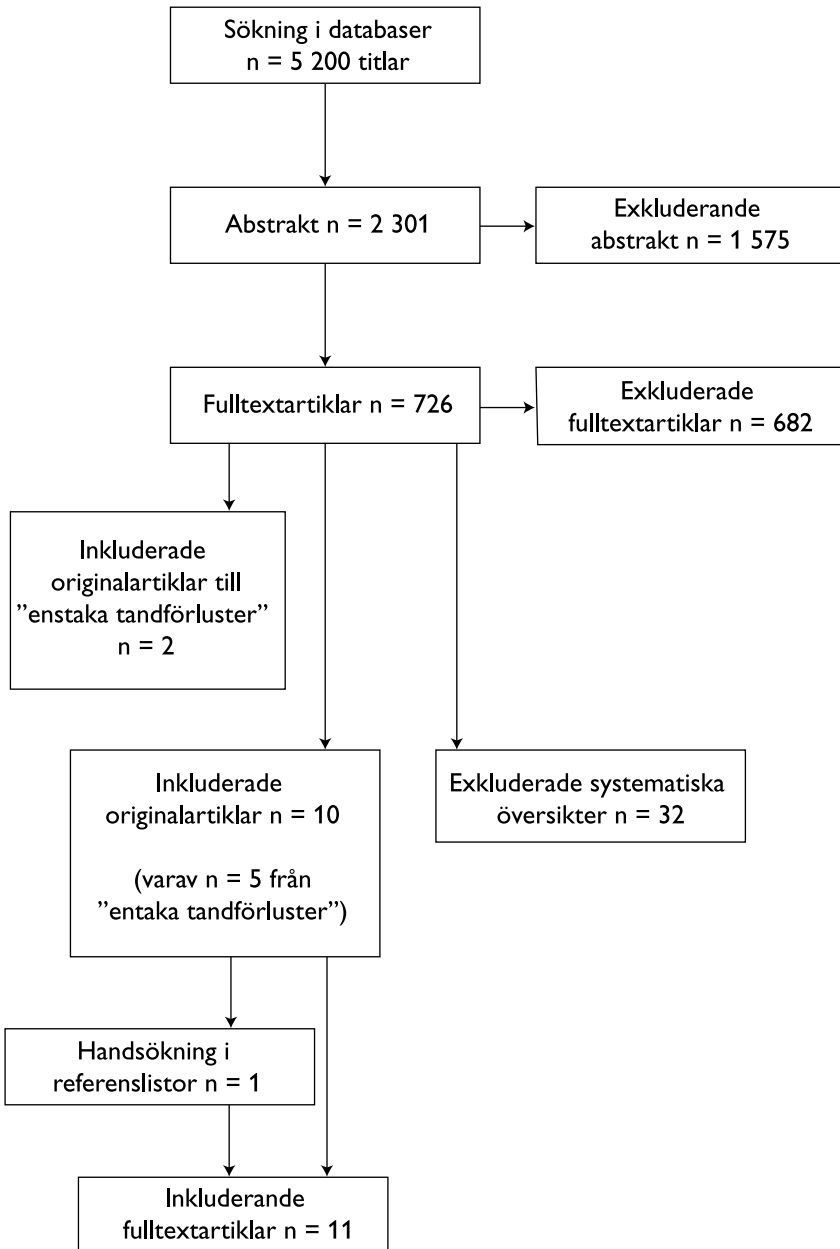 Sökning i databaser
n = 5 200 titlar
Abstrakt n = 2 301
Exkluderande
abstrakt n = 1 575
Fulltextartiklar n = 726
Exkluderade
fulltextartiklar n = 682
Inkluderade
originalartiklar till
”enstaka tandförluster”
n = 2
Inkluderade
originalartiklar n = 10
(varav n = 5 från
”entaka tandförluster”)
Exkluderade systematiska
översikter n = 32
Handsökning i
referenslistor n = 1
Inkluderande
fulltextartiklar n = 11